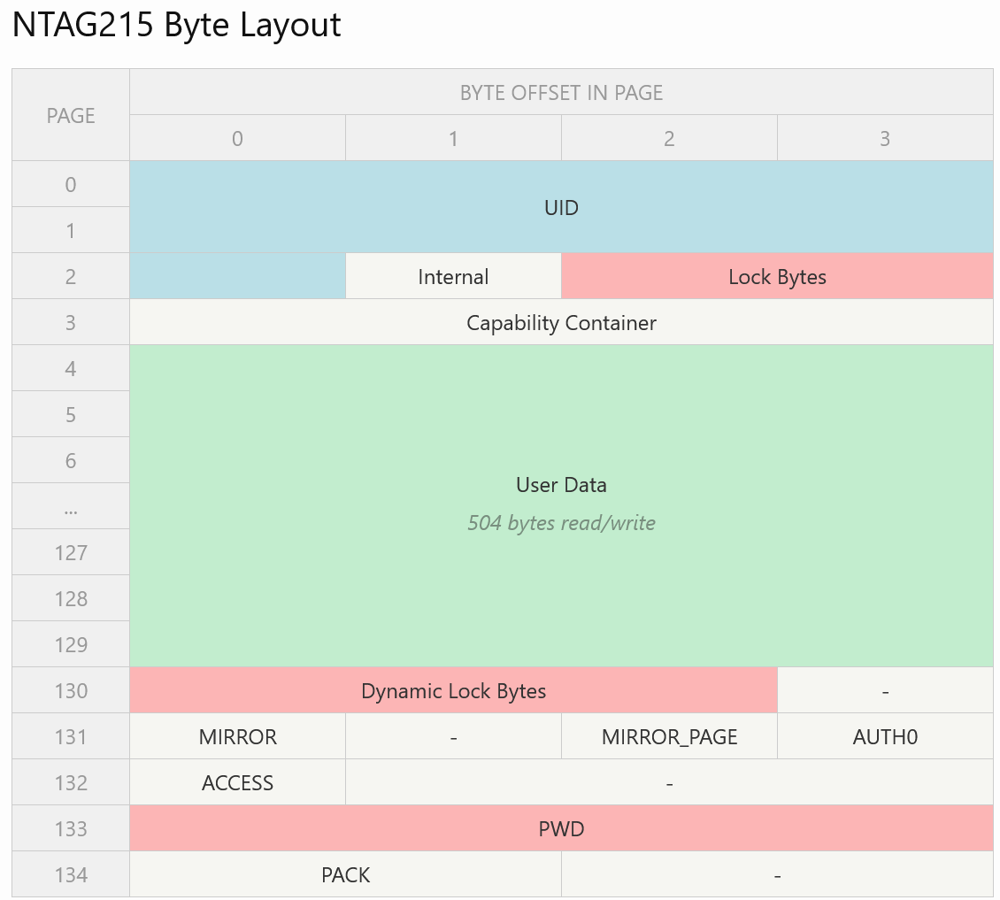 NTAG215 Byte Layout
PAGE
BYTE OFFSET IN PAGE
0 1 2 3
0
UID
1
2 Internal Lock Bytes
3 Capability Container
4
5
6
User Data
...
504 bytes read/write
127
128
129
130 Dynamic Lock Bytes -
131 MIRROR - MIRROR_PAGE AUTH0
132 ACCESS -
133 PWD
134 PACK -